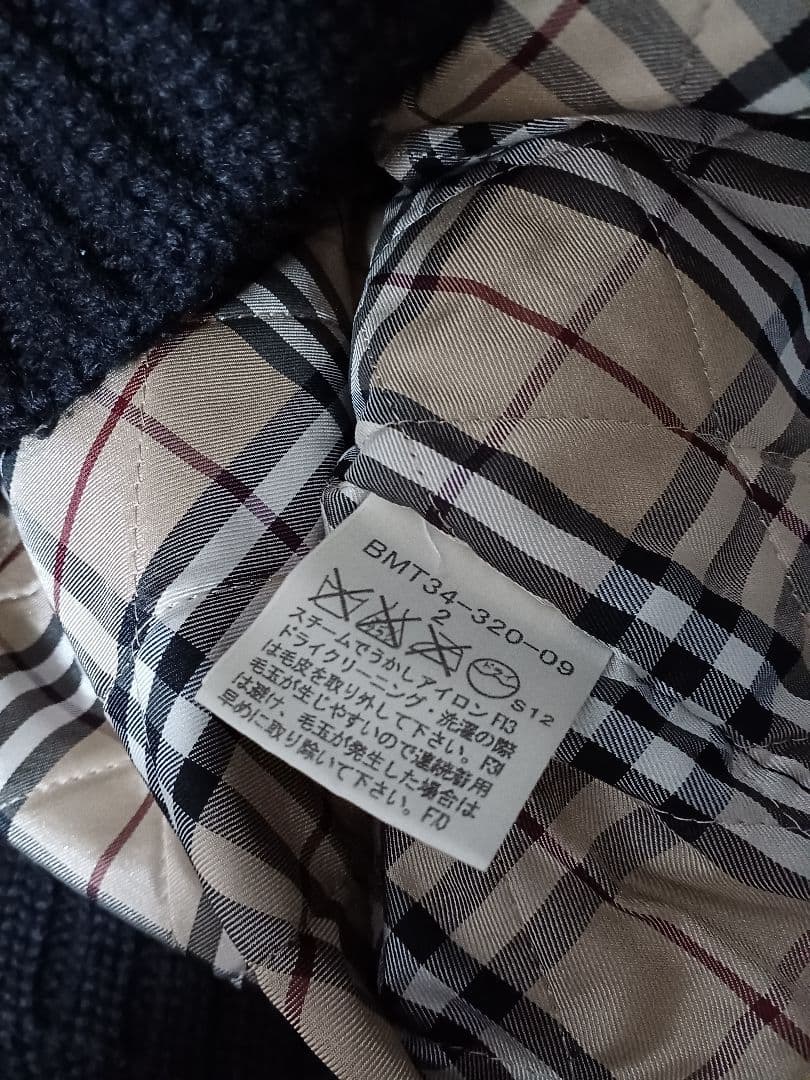 BMT34-320-09
2
ドライ S12
スチームでうかしアイロン F13
ドライクリーニング・洗濯の際
は毛皮を取り外して下さい。F31
毛玉が生じやすいので連続着用
は避け、毛玉が発生した場合は
早めに取り除いて下さい。